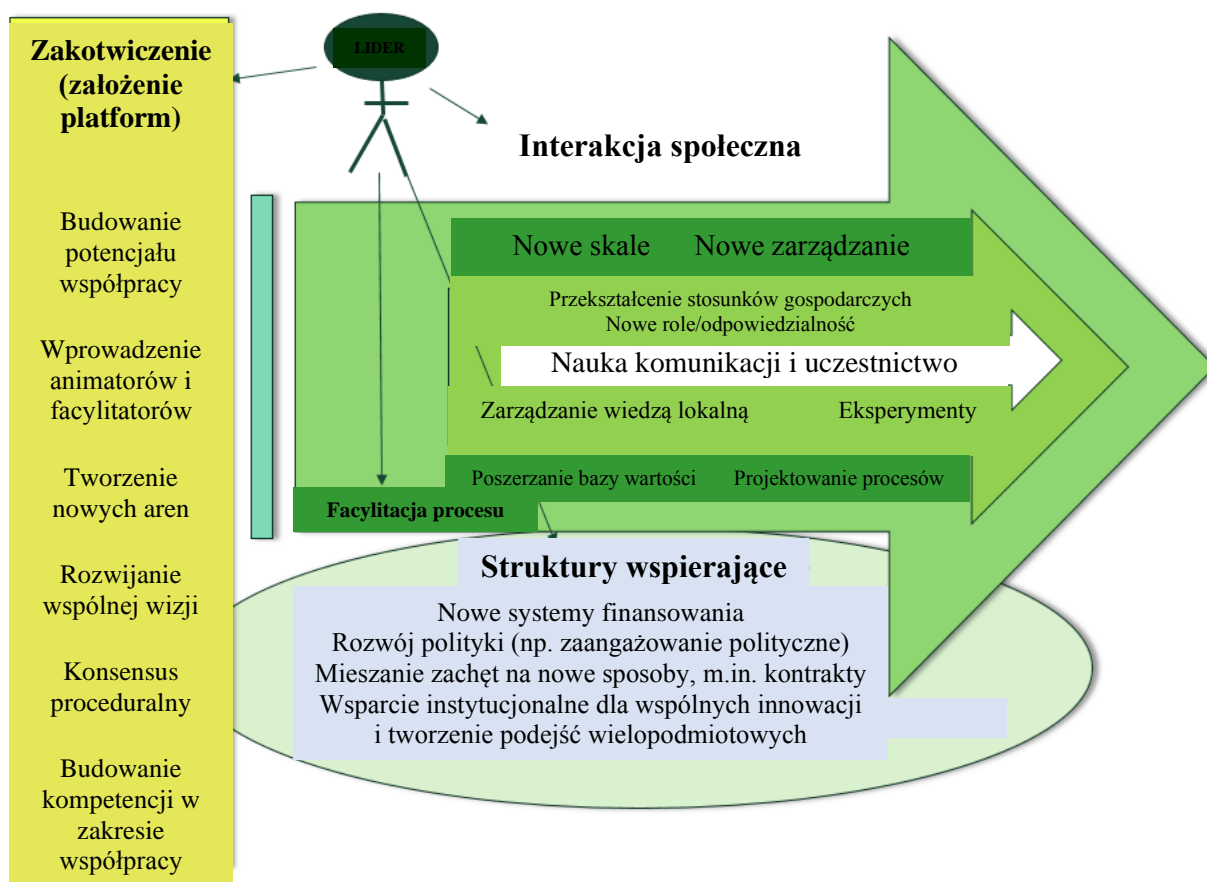 Zakotwiczenie
(założenie
platform)
Budowanie
potencjału
współpracy
Wprowadzenie
animatorów i
facylitatorów
Tworzenie
nowych aren
Rozwijanie
wspólnej wizji
Konsensus
proceduralny
Budowanie
kompetencji w
zakresie
współpracy
LIDER
Interakcja społeczna
Nowe skale Nowe zarządzanie
Przekształcenie stosunków gospodarczych
Nowe role/odpowiedzialność
Nauka komunikacji i uczestnictwo
Zarządzanie wiedzą lokalną Eksperymenty
Poszerzanie bazy wartości Projektowanie procesów
Facylitacja procesu
Struktury wspierające
Nowe systemy finansowania
Rozwój polityki (np. zaangażowanie polityczne)
Mieszanie zachęt na nowe sposoby, m.in. kontrakty
Wsparcie instytucjonalne dla wspólnych innowacji
i tworzenie podejść wielopodmiotowych